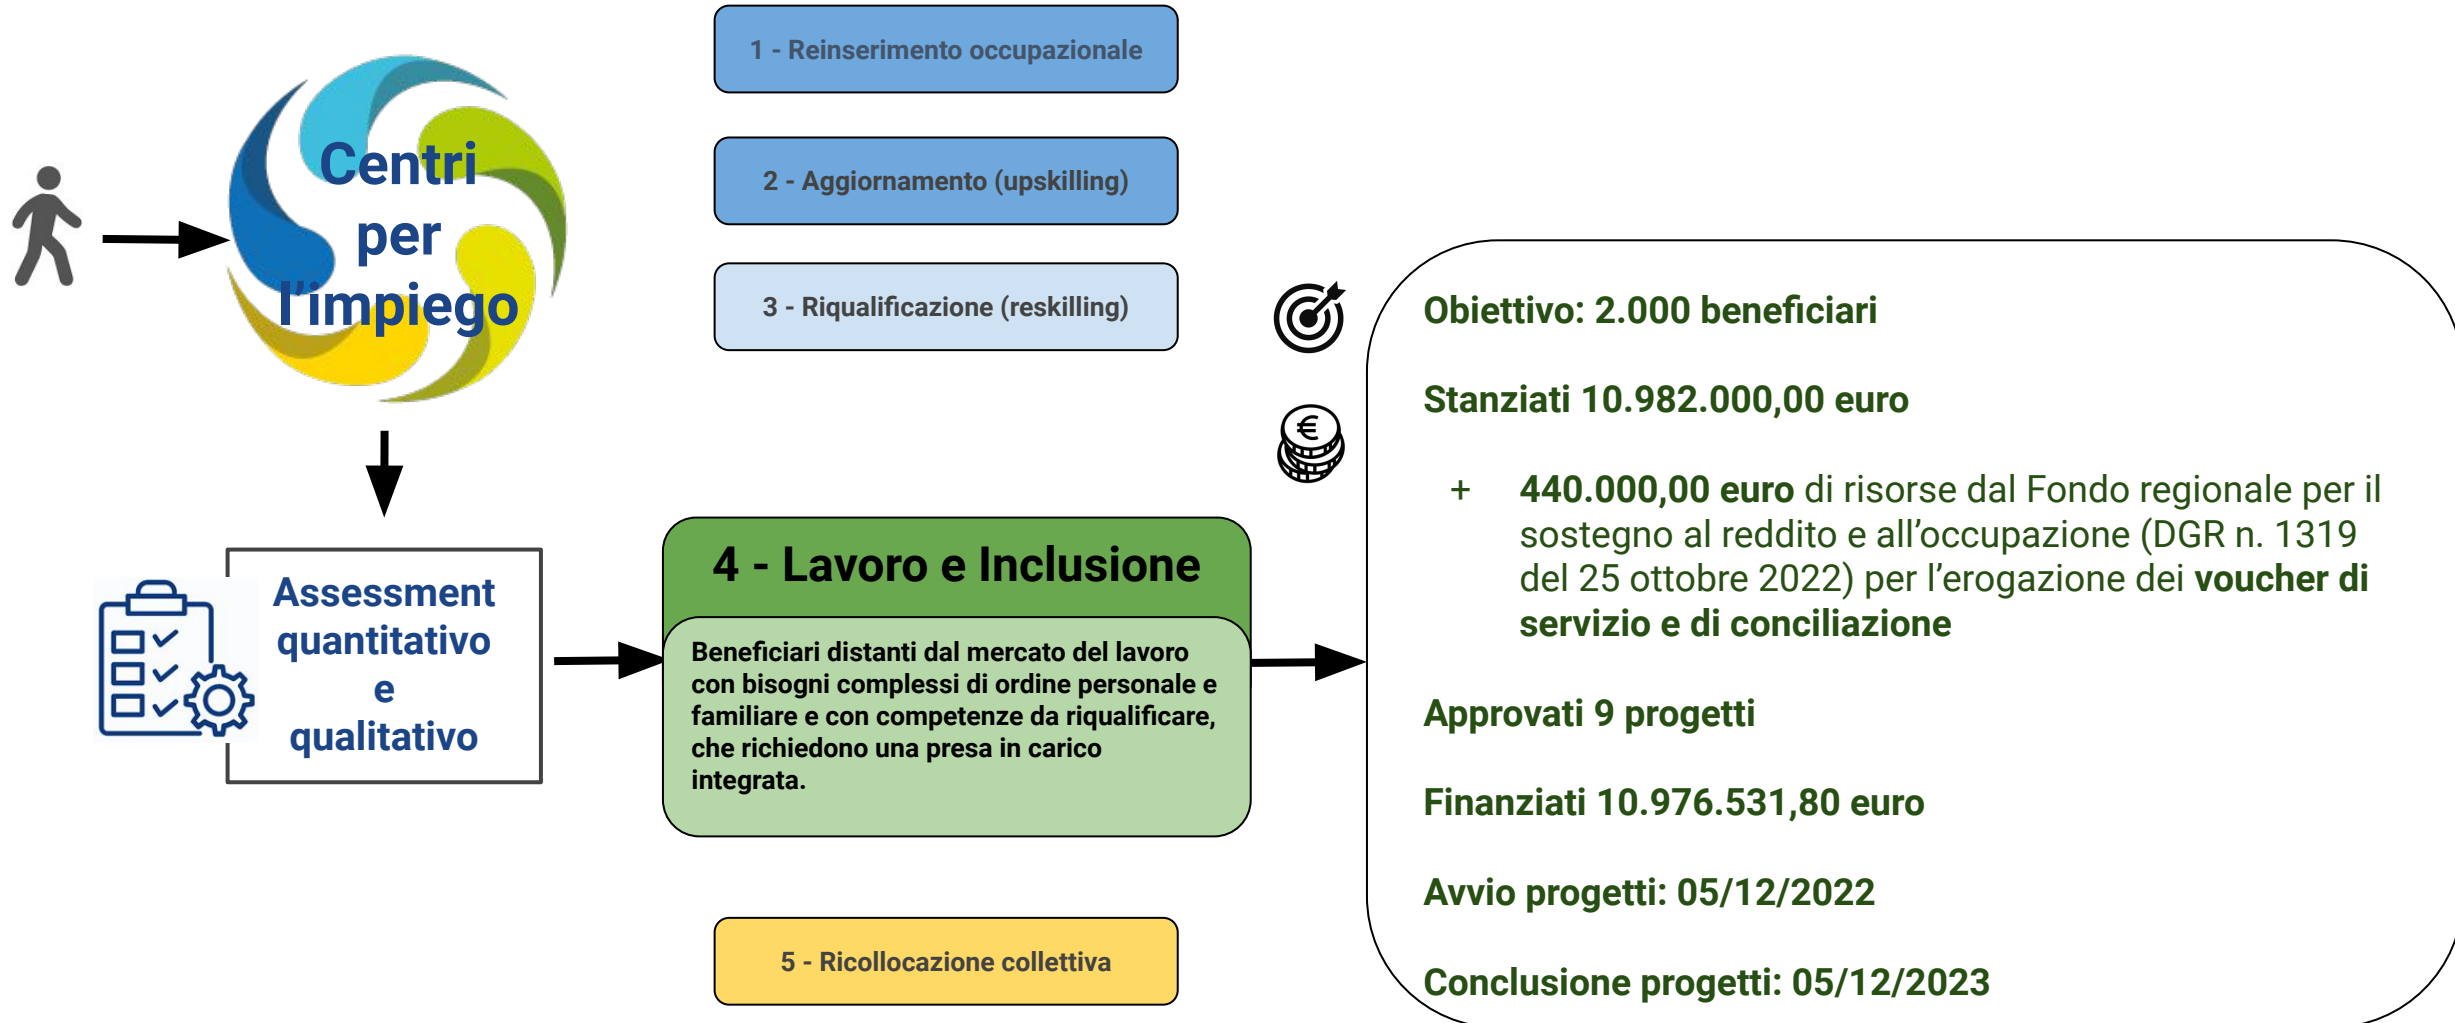 Centri
per
l'impiego
Assessment
quantitativo
e
qualitativo
1 - Reinserimento occupazionale
2 - Aggiornamento (upskilling)
3 - Riqualificazione (reskilling)
4 - Lavoro e Inclusione
Beneficiari distanti dal mercato del lavoro
con bisogni complessi di ordine personale e
familiare e con competenze da riqualificare,
che richiedono una presa in carico
integrata.
5 - Ricollocazione collettiva
€
Obiettivo: 2.000 beneficiari
Stanziati 10.982.000,00 euro
+ 440.000,00 euro di risorse dal Fondo regionale per il
sostegno al reddito e all'occupazione (DGR n. 1319
del 25 ottobre 2022) per l'erogazione dei voucher di
servizio e di conciliazione
Approvati 9 progetti
Finanziati 10.976.531,80 euro
Avvio progetti: 05/12/2022
Conclusione progetti: 05/12/2023